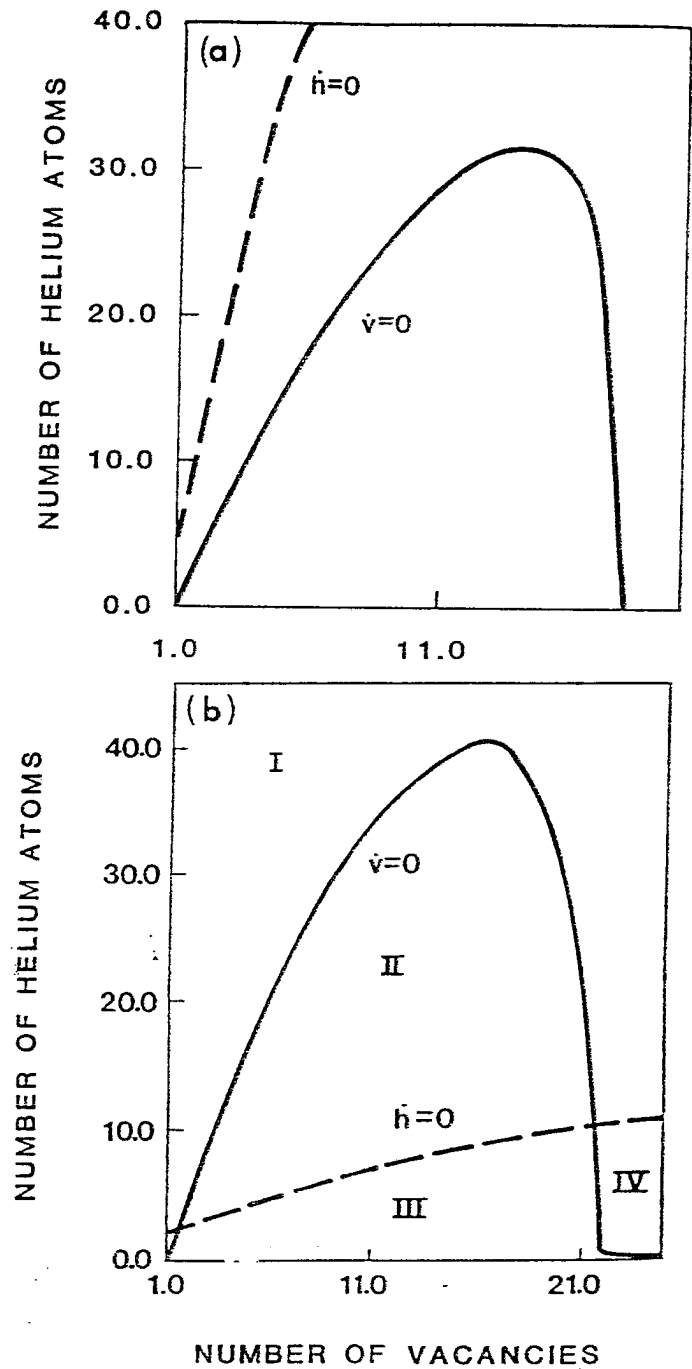 (a)
40.0
ḣ=0
30.0
20.0
v̇=0
10.0
0.0
1.0
11.0
NUMBER OF HELIUM ATOMS
(b)
40.0
I
v̇=0
30.0
II
20.0
ḣ=0
10.0
IV
III
0.0
1.0
11.0
21.0
NUMBER OF HELIUM ATOMS
NUMBER OF VACANCIES